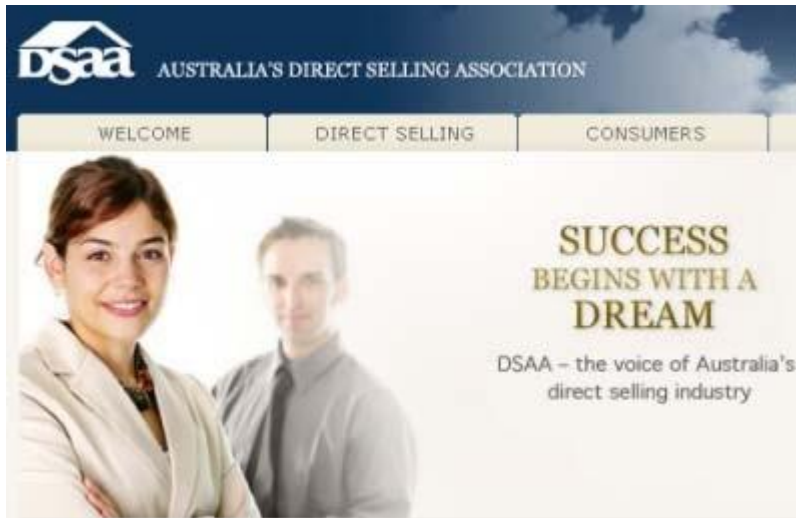 DSaa
AUSTRALIA'S DIRECT SELLING ASSOCIATION
WELCOME
DIRECT SELLING
CONSUMERS
SUCCESS
BEGINS WITH A
DREAM
DSAA – the voice of Australia's
direct selling industry